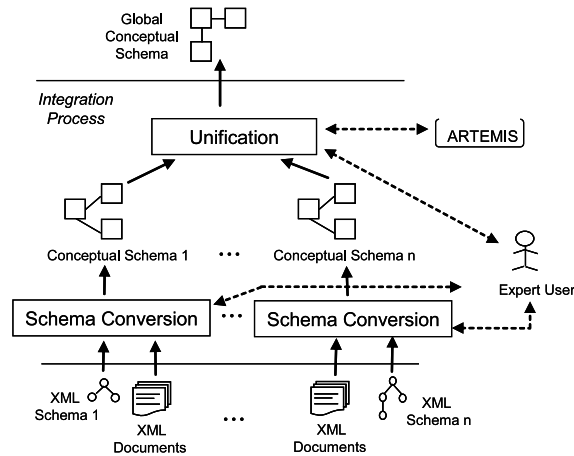 Global
Conceptual
Schema
Integration
Process
Unification
ARTEMIS
Conceptual Schema 1 ... Conceptual Schema n
Expert User
Schema Conversion ... Schema Conversion
XML
Schema 1
XML
Documents
...
XML
Documents
XML
Schema n